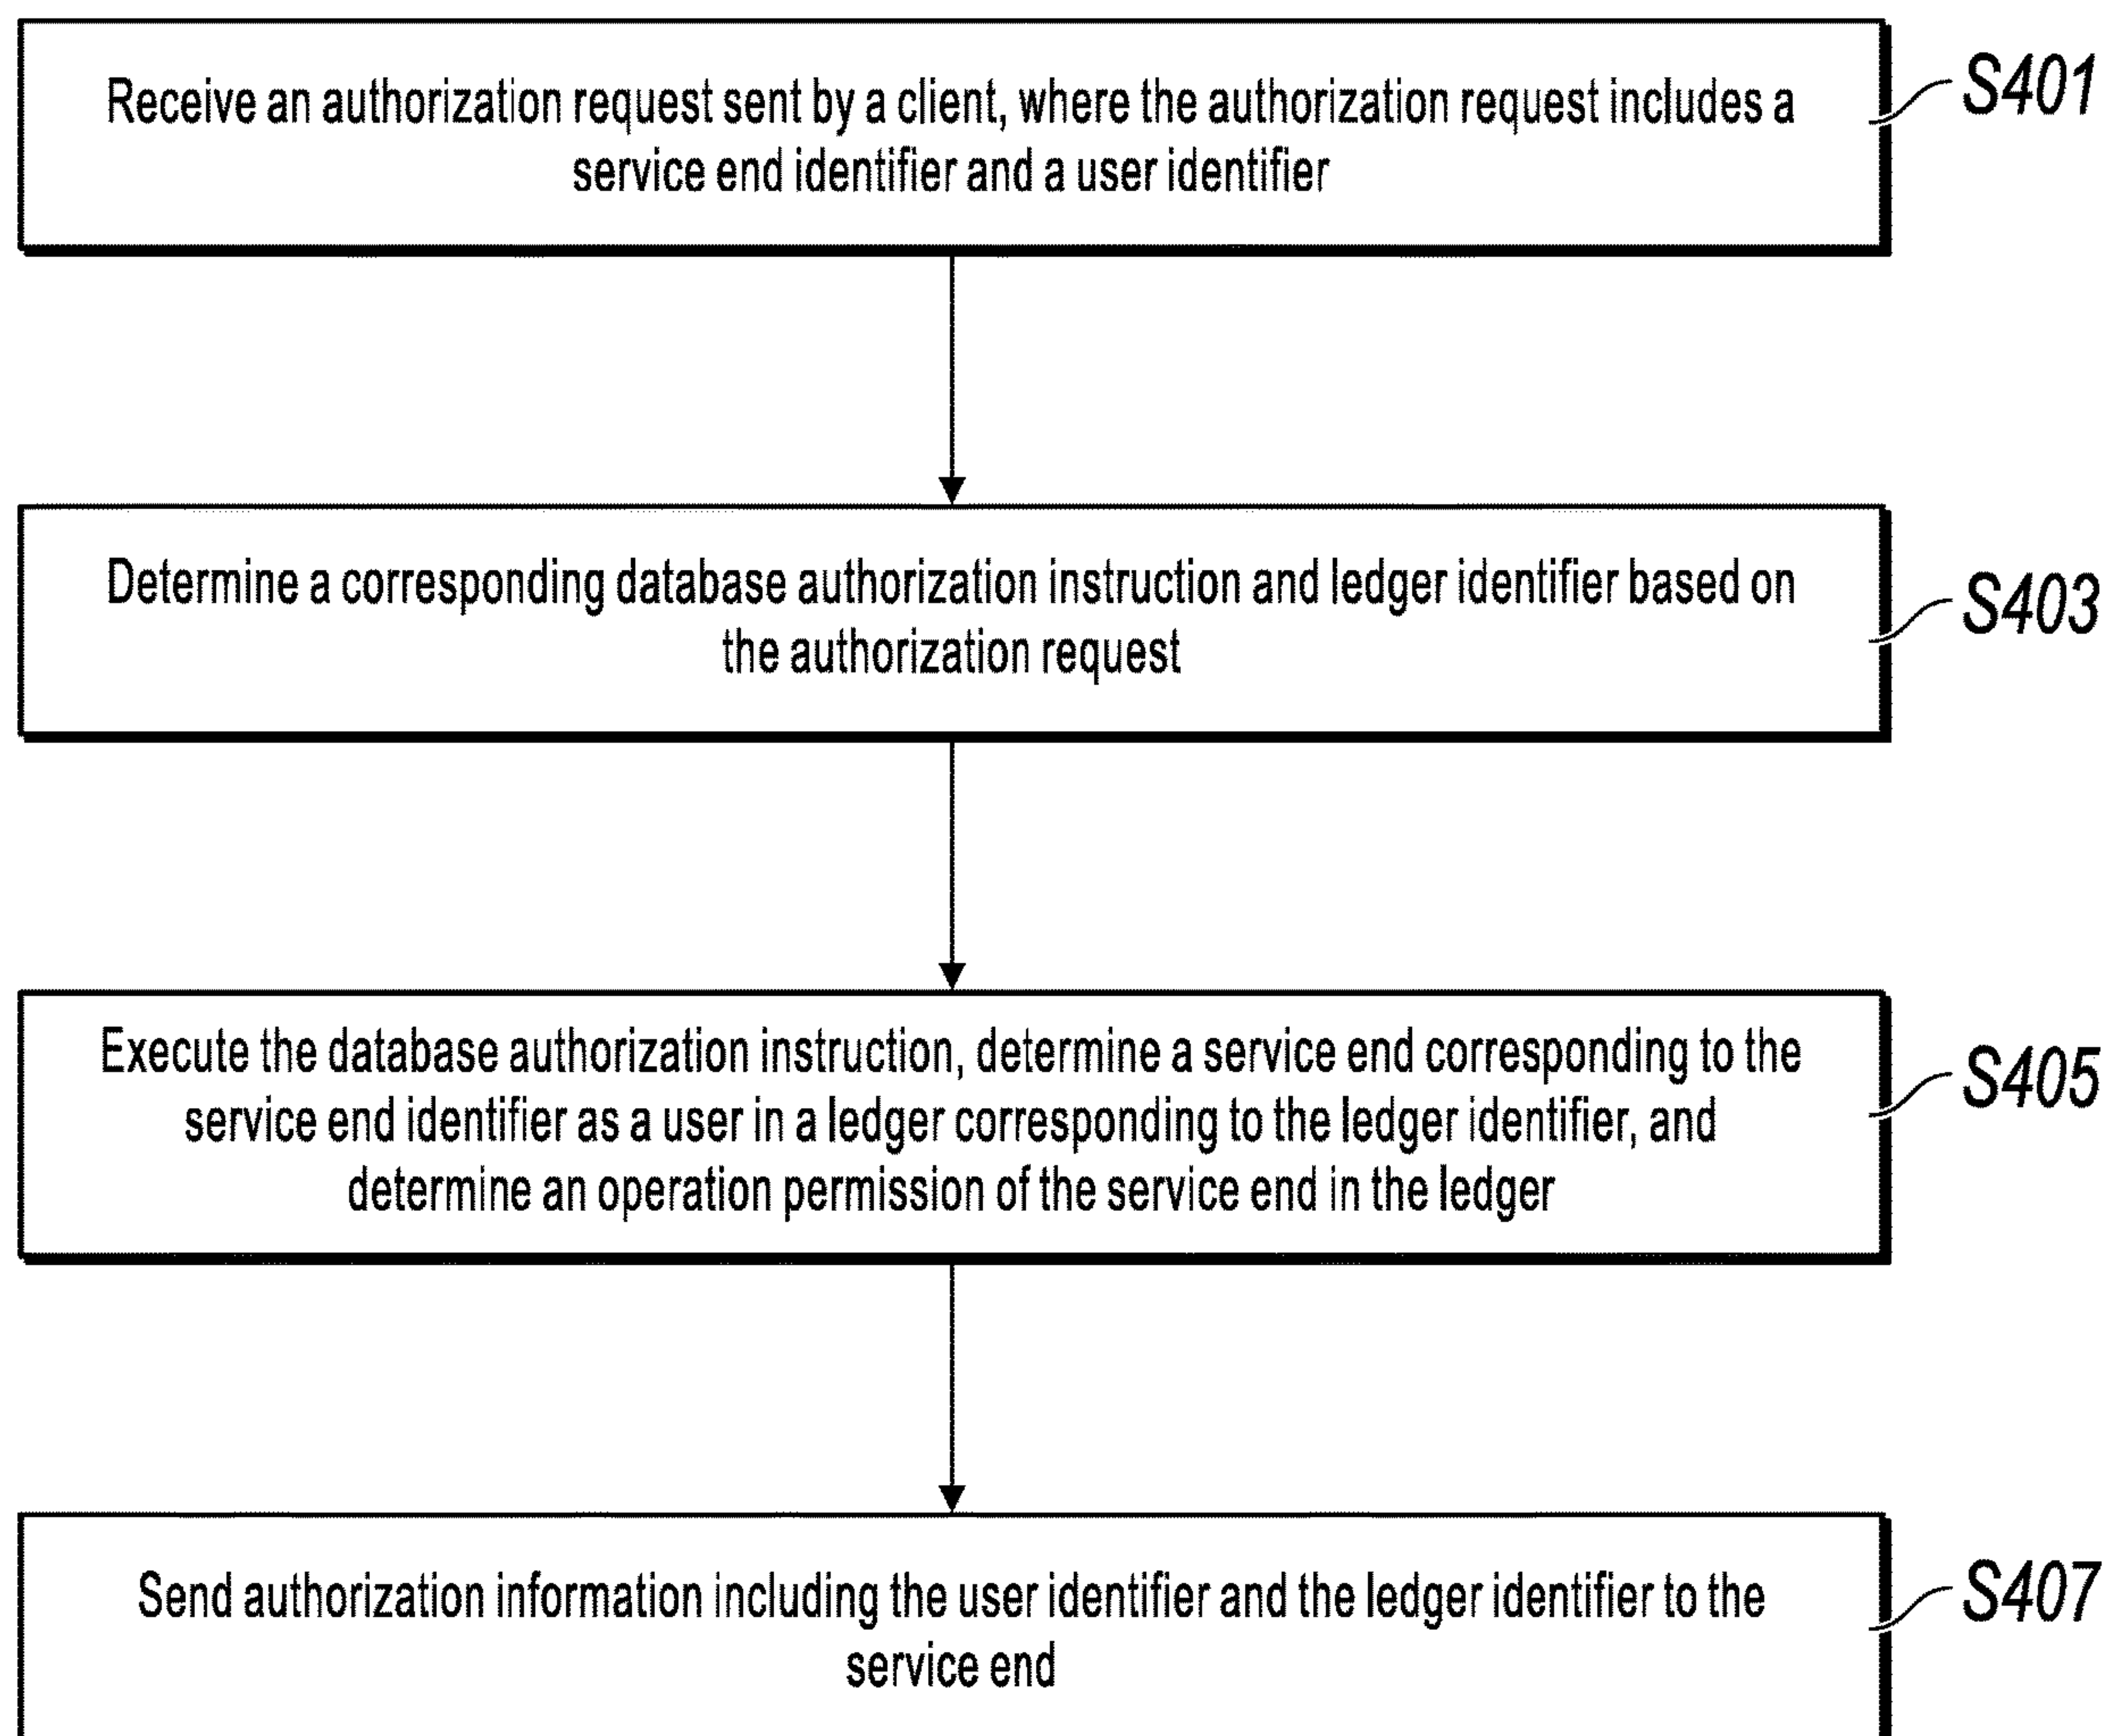 Receive an authorization request sent by a client, where the authorization request includes a
service end identifier and a user identifier
S401
Determine a corresponding database authorization instruction and ledger identifier based on
the authorization request
S403
Execute the database authorization instruction, determine a service end corresponding to the
service end identifier as a user in a ledger corresponding to the ledger identifier, and
determine an operation permission of the service end in the ledger
S405
Send authorization information including the user identifier and the ledger identifier to the
service end
S407